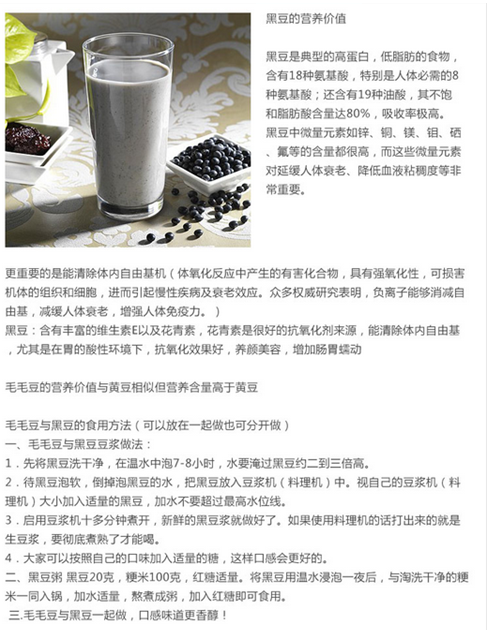 黑豆的营养价值
黑豆是典型的高蛋白，低脂肪的食物，
含有18种氨基酸，特别是人体必需的8
种氨基酸；还含有19种油酸，其不饱
和脂肪酸含量达80%，吸收率极高。
黑豆中微量元素如锌、铜、镁、钼、硒
、氟等的含量都很高，而这些微量元素
对延缓人体衰老、降低血液粘稠度等非
常重要。
更重要的是能清除体内自由基机（体氧化反应中产生的有害化合物，具有强氧化性，可损害
机体的组织和细胞，进而引起慢性疾病及衰老效应。众多权威研究表明，负离子能够消减自
由基，减缓人体衰老，增强人体免疫力。）
黑豆：含有丰富的维生素E以及花青素，花青素是很好的抗氧化剂来源，能清除体内自由基
，尤其是在胃的酸性环境下，抗氧化效果好，养颜美容，增加肠胃蠕动
毛毛豆的营养价值与黄豆相似但营养含量高于黄豆
毛毛豆与黑豆的食用方法（可以放在一起做也可分开做）
一、毛毛豆与黑豆豆浆做法：
1．先将黑豆洗干净，在温水中泡7-8小时，水要淹过黑豆约二到三倍高。
2．待黑豆泡软，倒掉泡黑豆的水，把黑豆放入豆浆机（料理机）中。视自己的豆浆机（料
理机）大小加入适量的黑豆，加水不要超过最高水位线。
3．启用豆浆机十多分钟煮开，新鲜的黑豆浆就做好了。如果使用料理机的话打出来的就是
生豆浆，要彻底煮熟了才能喝。
4．大家可以按照自己的口味加入适量的糖，这样口感会更好的。
二、黑豆粥 黑豆20克，粳米100克，红糖适量。将黑豆用温水浸泡一夜后，与淘洗干净的粳
米一同入锅，加水适量，熬煮成粥，加入红糖即可食用。
三.毛毛豆与黑豆一起做，口感味道更香醇！